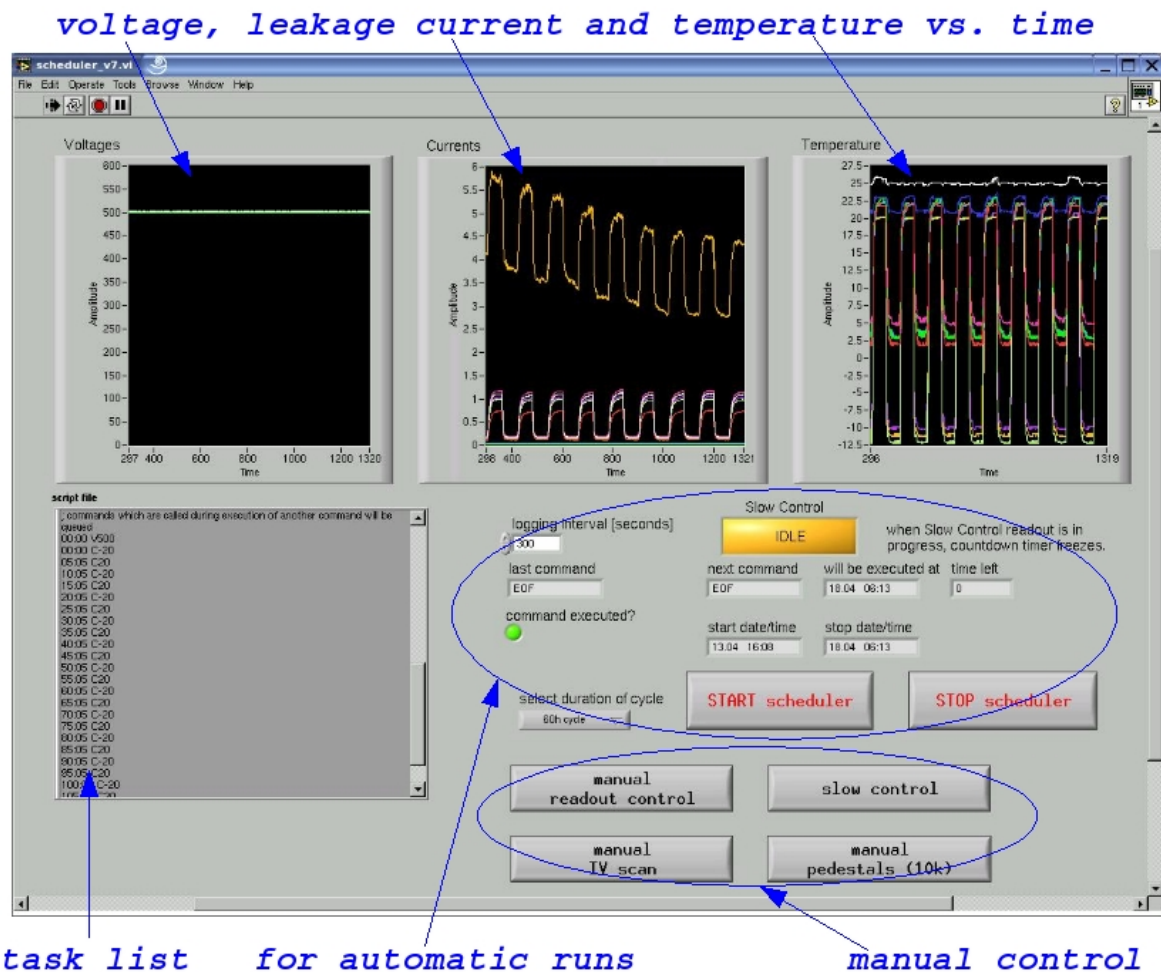 voltage, leakage current and temperature vs. time
scheduler_v7.vi
File Edit Operate Tools Browse Window Help
1
Voltages
600
550
500
450
400
350
300
250
200
150
100
50
0
Amplitude
297 400 600 800 1000 1200 1320
Time
Currents
6
5.5
5
4.5
4
3.5
3
2.5
2
1.5
1
0.5
0
Amplitude
298 400 600 800 1000 1200 1321
Time
Temperature
27.5
25
22.5
20
17.5
15
12.5
10
7.5
5
2.5
0
-2.5
-5
-7.5
-10
-12.5
Amplitude
296 1319
Time
script file
; commands which are called during execution of another command will be
queued
00:00 V500
00:00 C-20
05:05 C20
10:05 C-20
15:05 C20
20:05 C-20
25:05 C20
30:05 C-20
35:05 C20
40:05 C-20
45:05 C20
50:05 C-20
55:05 C20
60:05 C-20
65:05 C20
70:05 C-20
75:05 C20
80:05 C-20
85:05 C20
90:05 C-20
95:05 C20
100:05 C-20
logging interval [seconds]
300
Slow Control
IDLE
when Slow Control readout is in
progress, countdown timer freezes.
last command
EOF
next command
EOF
will be executed at
18.04 06:13
time left
0
command executed?
start date/time
13.04 16:08
stop date/time
18.04 06:13
select duration of cycle
60h cycle
START scheduler
STOP scheduler
manual
readout control
slow control
manual
IV scan
manual
pedestals (10k)
task list
for automatic runs
manual control